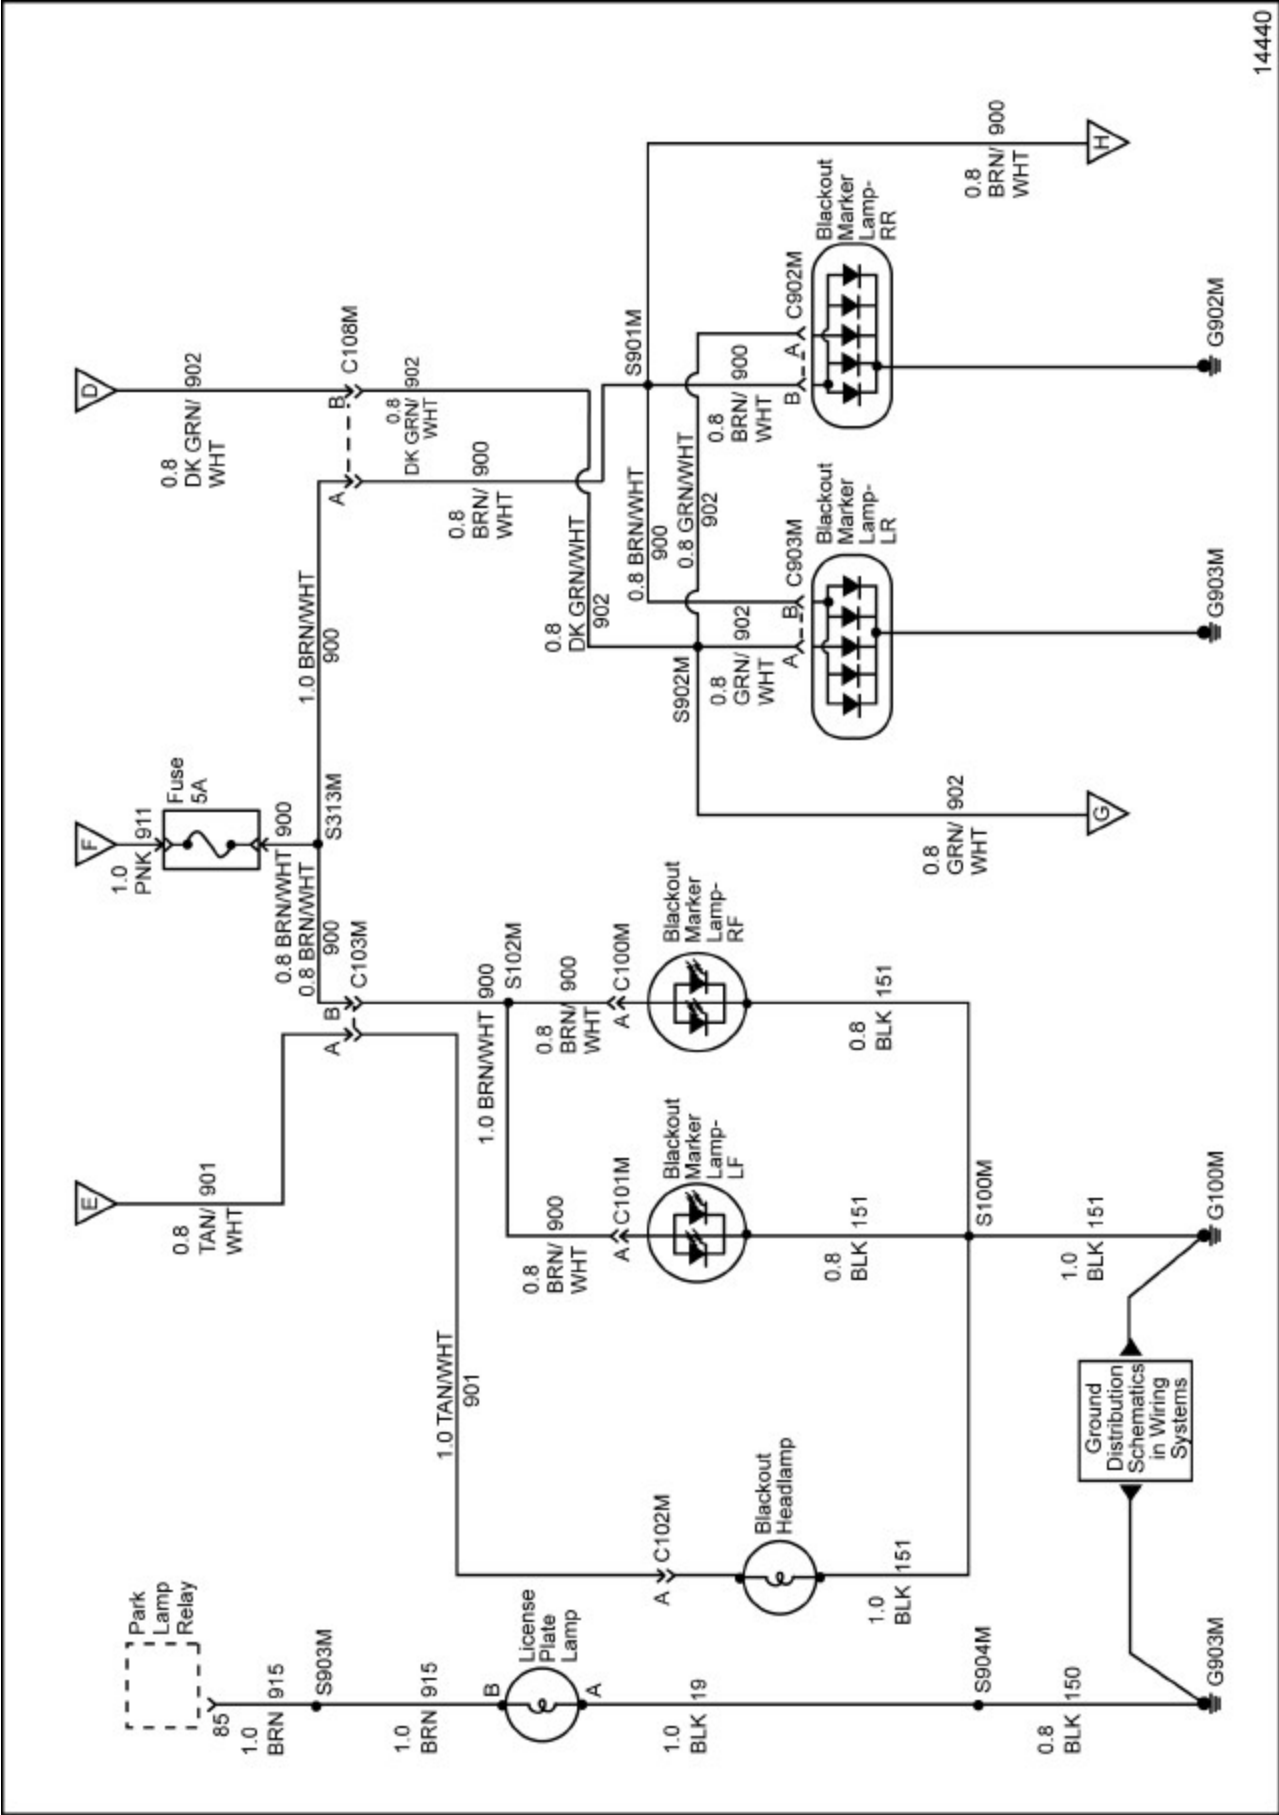 Park
Lamp
Relay
85
1.0
BRN 915
S903M
1.0
BRN 915
B
License
Plate
Lamp
A
1.0
BLK 19
S904M
0.8
BLK 150
G903M
E
0.8
TAN/ 901
WHT
A
B
C103M
1.0 TAN/WHT
901
A
C102M
Blackout
Headlamp
1.0
BLK 151
Ground
Distribution
Schematics
in Wiring
Systems
F
1.0
PNK 911
Fuse
5A
0.8 BRN/WHT 900
0.8 BRN/WHT
900
S313M
1.0 BRN/WHT
900
1.0 BRN/WHT 900
S102M
0.8
BRN/ 900
WHT
A
C101M
Blackout
Marker
Lamp-
LF
0.8
BLK 151
0.8
BRN/ 900
WHT
A
C100M
Blackout
Marker
Lamp-
RF
0.8
BLK 151
S100M
1.0
BLK 151
G100M
D
0.8
DK GRN/ 902
WHT
A
B
C108M
0.8
DK GRN/ 902
WHT
0.8
BRN/ 900
WHT
0.8
DK GRN/WHT
902
S901M
0.8 BRN/WHT
900
0.8 GRN/WHT
902
S902M
0.8
GRN/ 902
WHT
A
B
C903M
Blackout
Marker
Lamp-
LR
G903M
0.8
BRN/ 900
WHT
B
A
C902M
Blackout
Marker
Lamp-
RR
G902M
0.8
GRN/ 902
WHT
G
0.8
BRN/ 900
WHT
H
14440